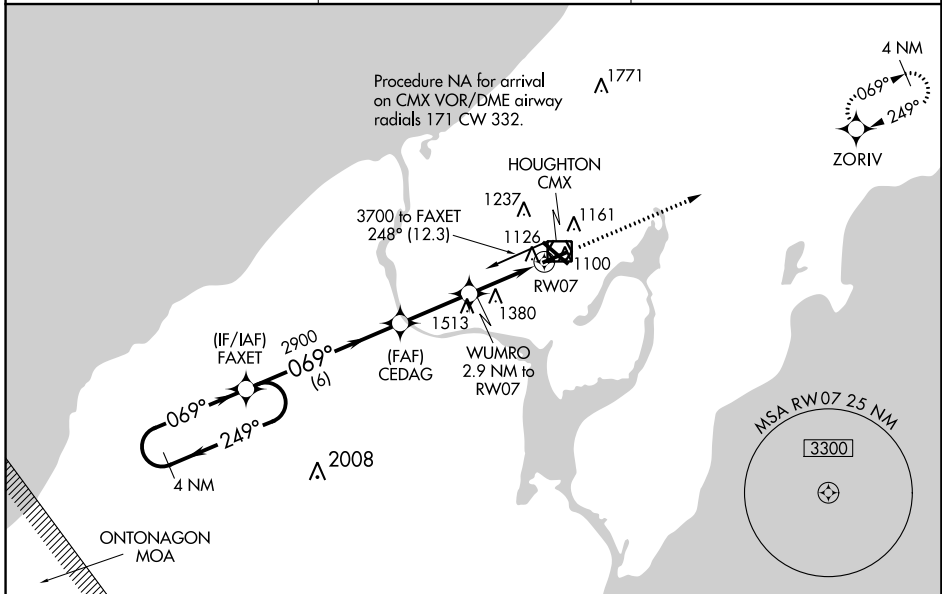 Procedure NA for arrival
on CMX VOR/DME airway
radials 171 CW 332.
1771
4 NM
069°
249°
ZORIV
HOUGHTON
CMX
1237
1161
3700 to FAXET
248° (12.3)
1126
1100
RW07
1380
1513
WUMRO
2.9 NM to
RW07
(FAF)
CEDAG
(IF/IAF)
FAXET
2900
069°
(6)
069°
249°
4 NM
2008
ONTONAGON
MOA
MSA RW07 25 NM
3300